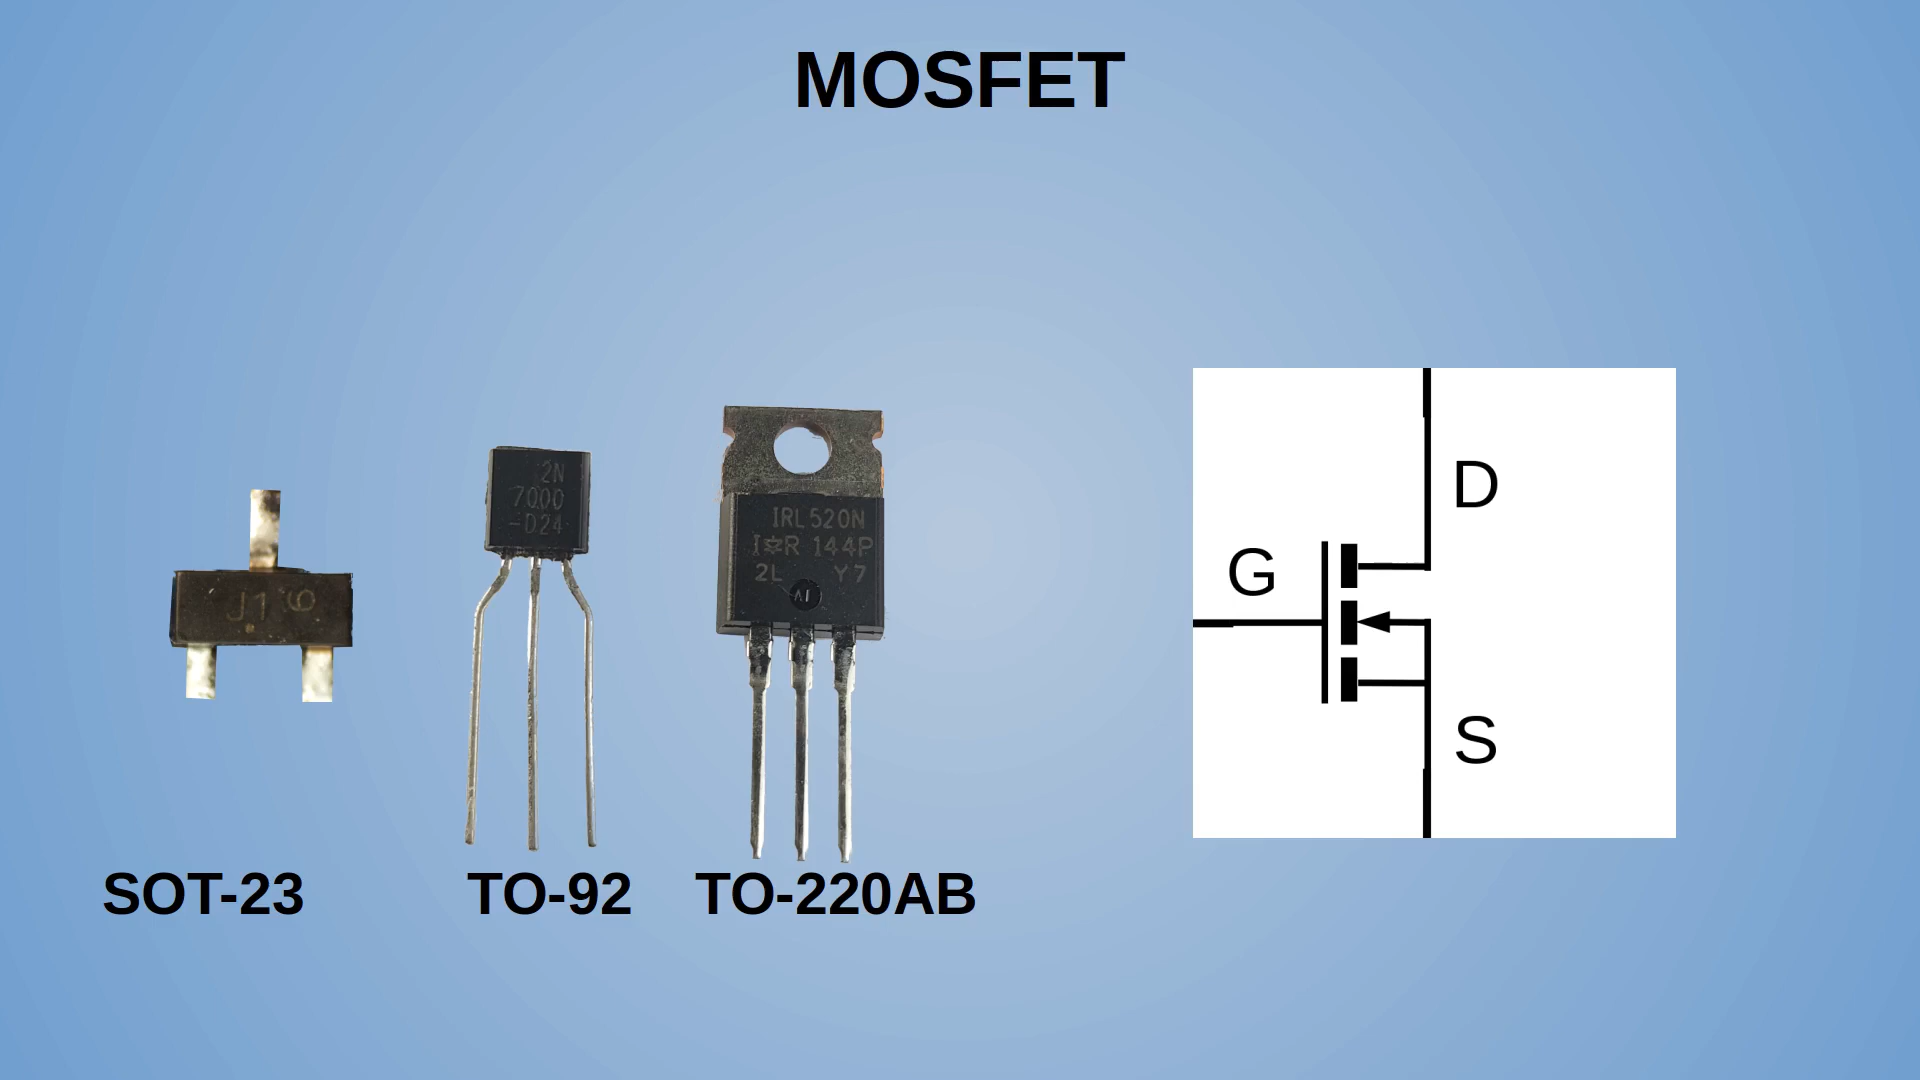 MOSFET
J1
2N
7000
-D24
IRL520N
I R 144P
2L Y7
G
D
S
SOT-23 TO-92 TO-220AB